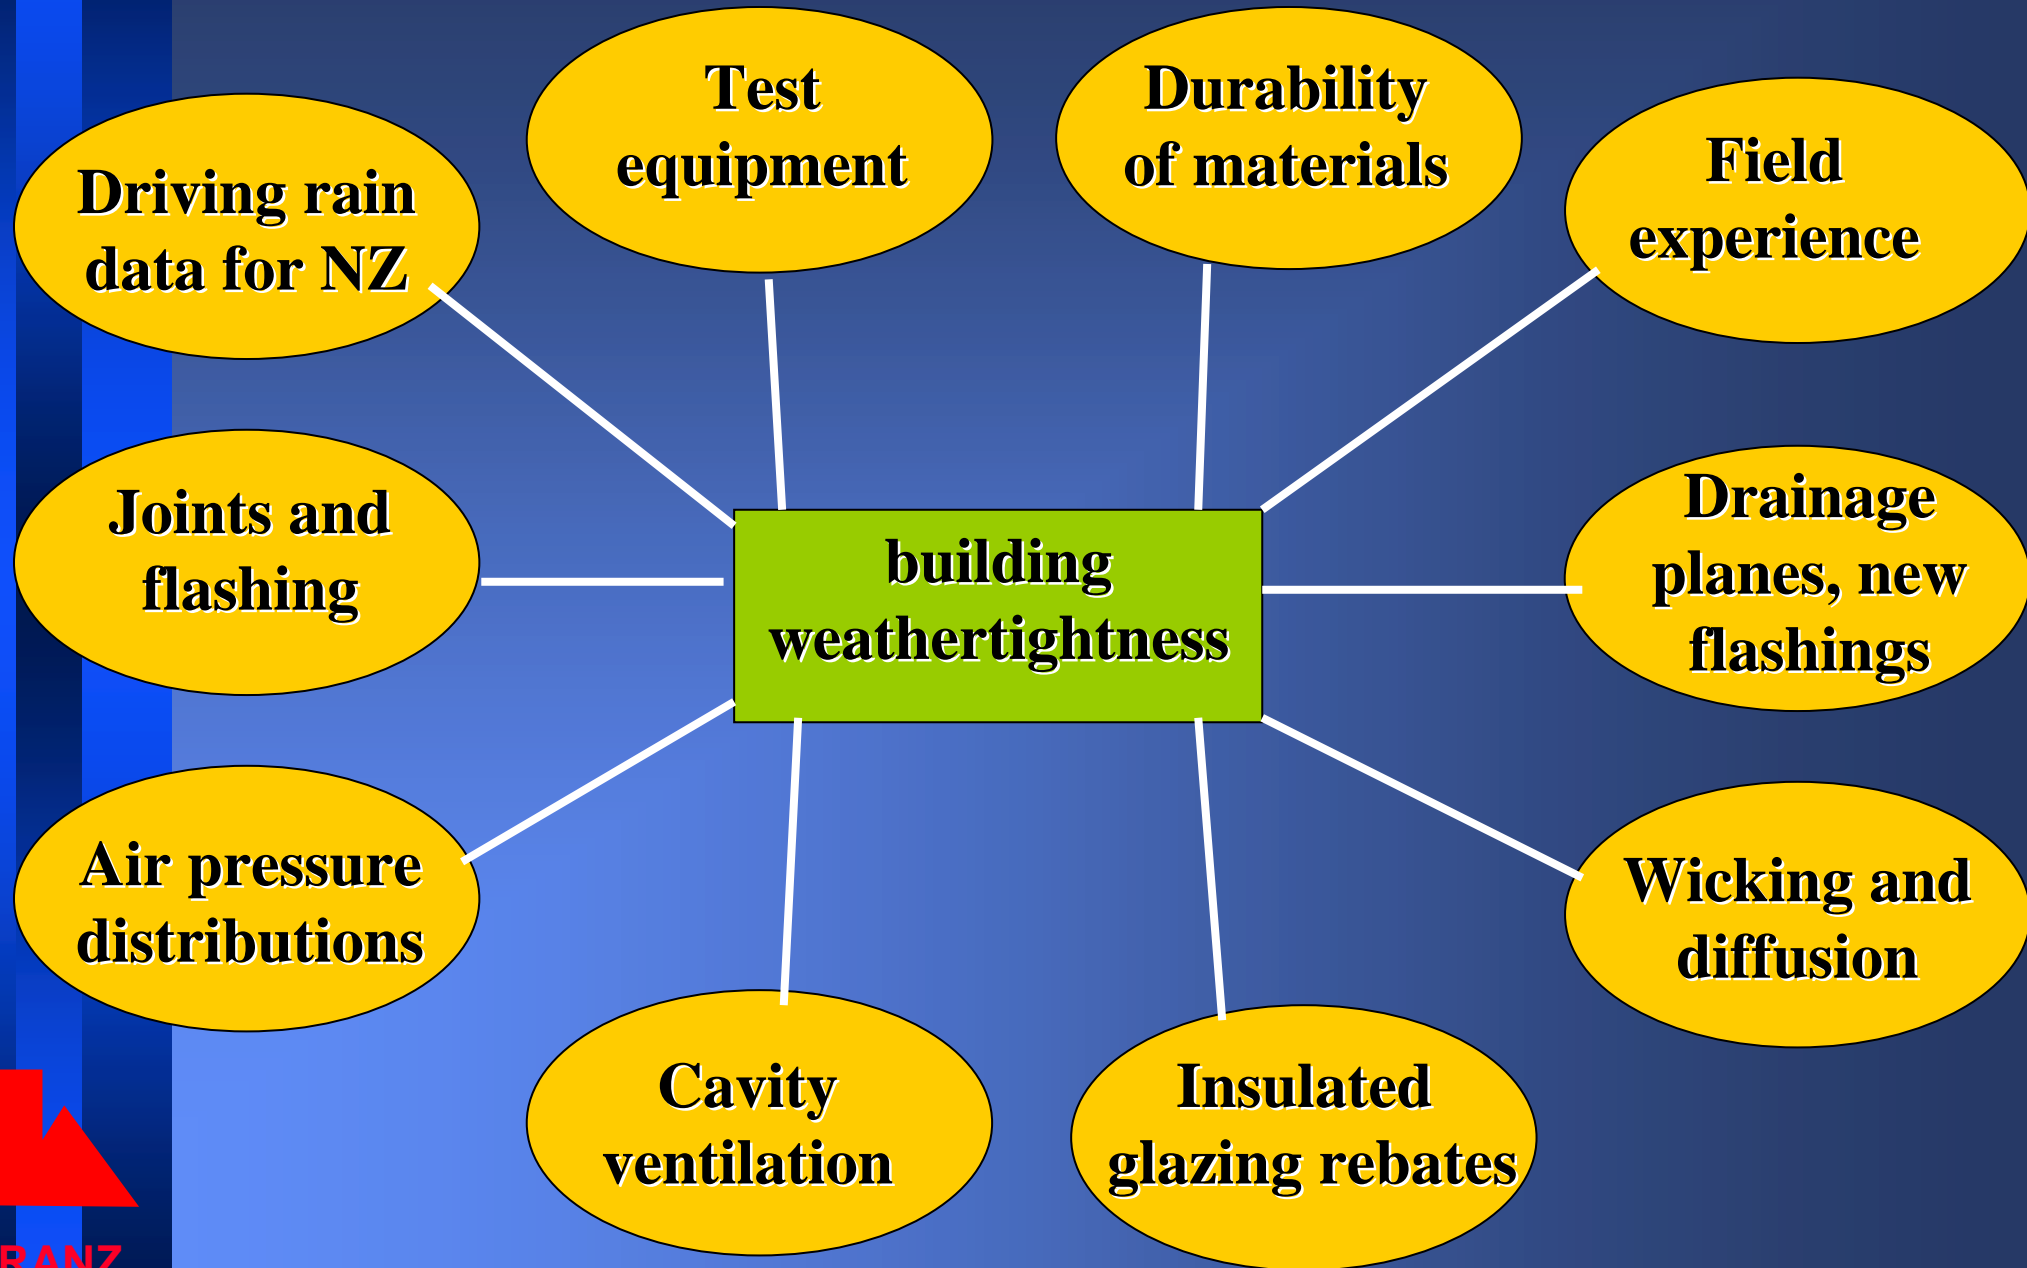 Test
equipment
Durability
of materials
Field
experience
Driving rain
data for NZ
Joints and
flashing
building
weathertightness
Drainage
planes, new
flashings
Air pressure
distributions
Wicking and
diffusion
Cavity
ventilation
Insulated
glazing rebates
RANZ